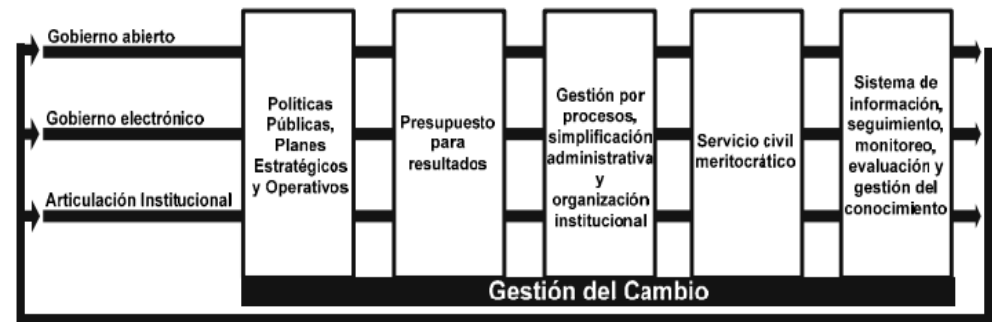 Gobierno abierto
Gobierno electrónico
Articulación Institucional
Políticas
Públicas,
Planes
Estratégicos
y Operativos
Presupuesto
para
resultados
Gestión por
procesos,
simplificación
administrativa
y
organización
institucional
Servicio civil
meritocrático
Sistema de
información,
seguimiento,
monitoreo,
evaluación y
gestión del
conocimiento
Gestión del Cambio